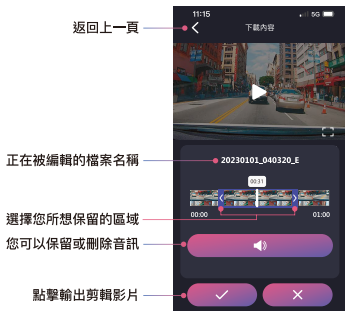 11:15
5G
返回上一頁
下載內容
正在被編輯的檔案名稱
20230101_040320_E
00:31
選擇您所想保留的區域
00:00
01:00
您可以保留或刪除音訊
點擊輸出剪輯影片